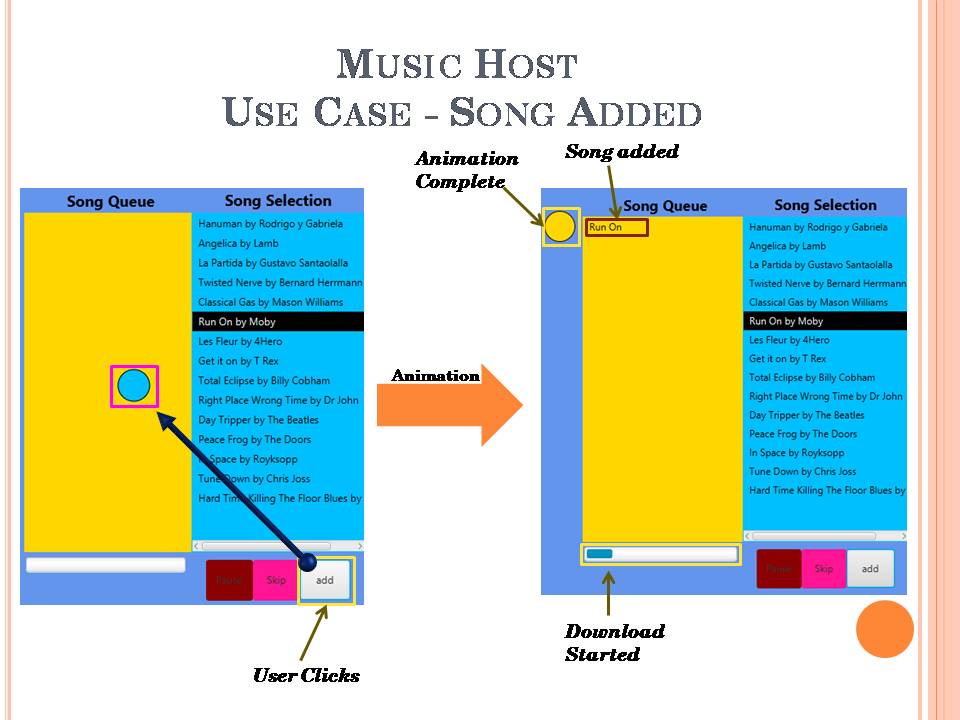 Music Host
Use Case - Song Added
Animation
Complete
Song added
Song Queue
Song Selection
Hanuman by Rodrigo y Gabriela
Angelica by Lamb
La Partida by Gustavo Santaolalla
Twisted Nerve by Bernard Herrmann
Classical Gas by Mason Williams
Run On by Moby
Les Fleur by 4Hero
Get it on by T Rex
Total Eclipse by Billy Cobham
Right Place Wrong Time by Dr John
Day Tripper by The Beatles
Peace Frog by The Doors
In Space by Royksopp
Tune Down by Chris Joss
Hard Time Killing The Floor Blues by
Pause
Skip
add
User Clicks
Animation
Song Queue
Song Selection
Run On
Hanuman by Rodrigo y Gabriela
Angelica by Lamb
La Partida by Gustavo Santaolalla
Twisted Nerve by Bernard Herrmann
Classical Gas by Mason Williams
Run On by Moby
Les Fleur by 4Hero
Get it on by T Rex
Total Eclipse by Billy Cobham
Right Place Wrong Time by Dr John
Day Tripper by The Beatles
Peace Frog by The Doors
In Space by Royksopp
Tune Down by Chris Joss
Hard Time Killing The Floor Blues by
Pause
Skip
add
Download
Started